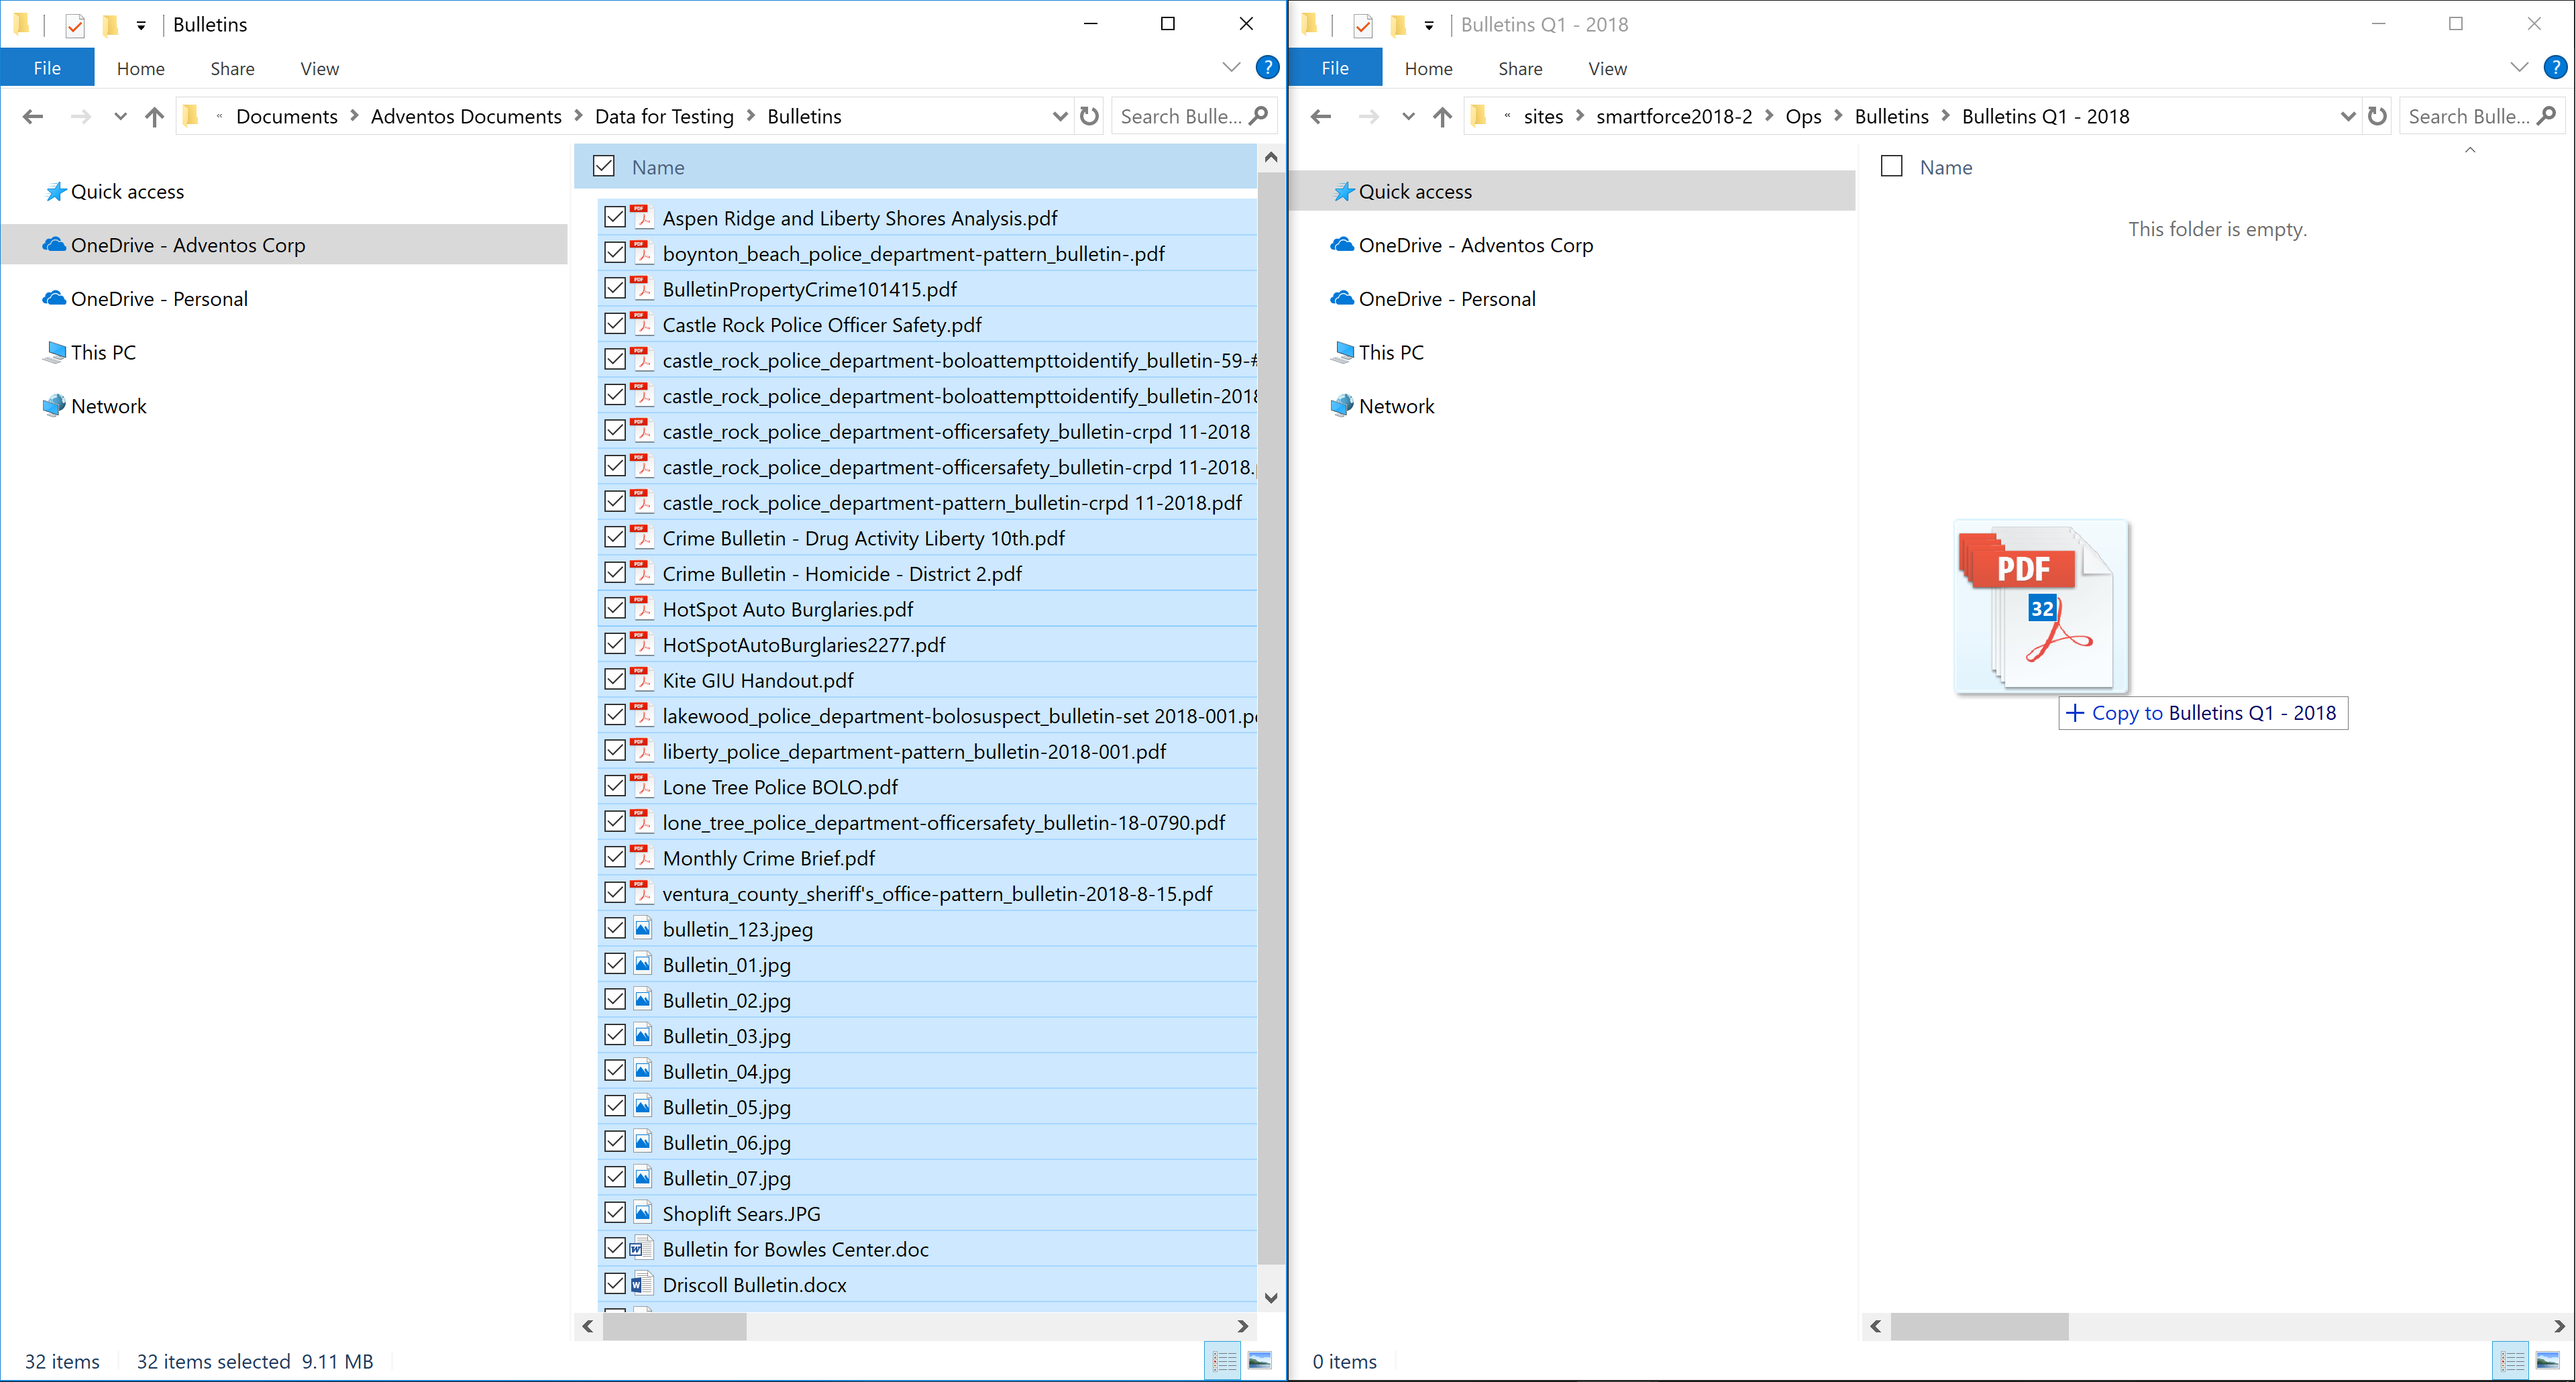 Bulletins
File Home Share View
« Documents > Adventos Documents > Data for Testing > Bulletins
Search Bulle...
Quick access
OneDrive - Adventos Corp
OneDrive - Personal
This PC
Network
Name
Aspen Ridge and Liberty Shores Analysis.pdf
boynton_beach_police_department-pattern_bulletin-.pdf
BulletinPropertyCrime101415.pdf
Castle Rock Police Officer Safety.pdf
castle_rock_police_department-boloattempttoidentify_bulletin-59-#
castle_rock_police_department-boloattempttoidentify_bulletin-2018
castle_rock_police_department-officersafety_bulletin-crpd 11-2018
castle_rock_police_department-officersafety_bulletin-crpd 11-2018.p
castle_rock_police_department-pattern_bulletin-crpd 11-2018.pdf
Crime Bulletin - Drug Activity Liberty 10th.pdf
Crime Bulletin - Homicide - District 2.pdf
HotSpot Auto Burglaries.pdf
HotSpotAutoBurglaries2277.pdf
Kite GIU Handout.pdf
lakewood_police_department-bolosuspect_bulletin-set 2018-001.pd
liberty_police_department-pattern_bulletin-2018-001.pdf
Lone Tree Police BOLO.pdf
lone_tree_police_department-officersafety_bulletin-18-0790.pdf
Monthly Crime Brief.pdf
ventura_county_sheriff's_office-pattern_bulletin-2018-8-15.pdf
bulletin_123.jpeg
Bulletin_01.jpg
Bulletin_02.jpg
Bulletin_03.jpg
Bulletin_04.jpg
Bulletin_05.jpg
Bulletin_06.jpg
Bulletin_07.jpg
Shoplift Sears.JPG
Bulletin for Bowles Center.doc
Driscoll Bulletin.docx
32 items 32 items selected 9.11 MB
Bulletins Q1 - 2018
File Home Share View
« sites > smartforce2018-2 > Ops > Bulletins > Bulletins Q1 - 2018
Search Bulle...
Quick access
OneDrive - Adventos Corp
OneDrive - Personal
This PC
Network
Name
This folder is empty.
PDF
32
+ Copy to Bulletins Q1 - 2018
0 items